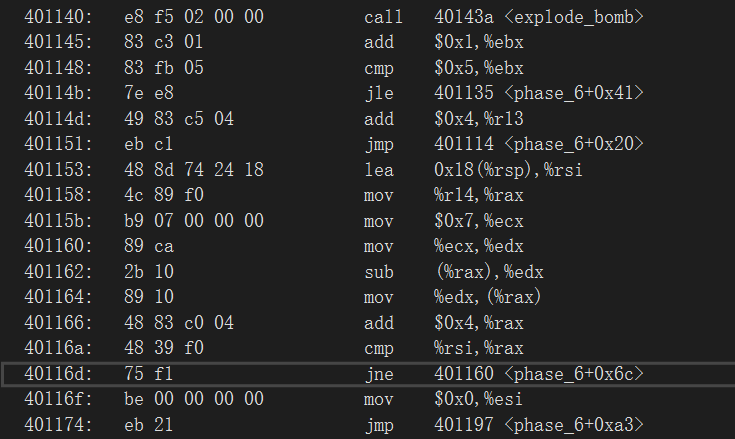 401140: e8 f5 02 00 00 call 40143a <explode_bomb>
401145: 83 c3 01 add $0x1,%ebx
401148: 83 fb 05 cmp $0x5,%ebx
40114b: 7e e8 jle 401135 <phase_6+0x41>
40114d: 49 83 c5 04 add $0x4,%r13
401151: eb c1 jmp 401114 <phase_6+0x20>
401153: 48 8d 74 24 18 lea 0x18(%rsp),%rsi
401158: 4c 89 f0 mov %r14,%rax
40115b: b9 07 00 00 00 mov $0x7,%ecx
401160: 89 ca mov %ecx,%edx
401162: 2b 10 sub (%rax),%edx
401164: 89 10 mov %edx,(%rax)
401166: 48 83 c0 04 add $0x4,%rax
40116a: 48 39 f0 cmp %rsi,%rax
40116d: 75 f1 jne 401160 <phase_6+0x6c>
40116f: be 00 00 00 00 mov $0x0,%esi
401174: eb 21 jmp 401197 <phase_6+0xa3>